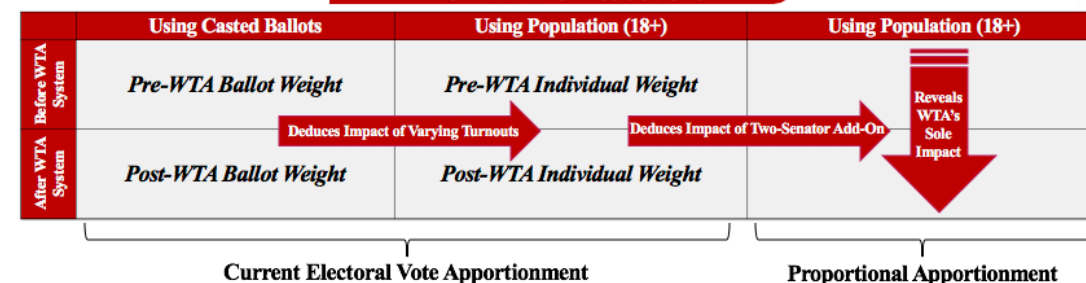 Using Casted Ballots
Using Population (18+)
Using Population (18+)
Before WTA
System
Pre-WTA Ballot Weight
Pre-WTA Individual Weight
Reveals
WTA's
Sole
Impact
Deduces Impact of Varying Turnouts
Deduces Impact of Two-Senator Add-On
After WTA
System
Post-WTA Ballot Weight
Post-WTA Individual Weight
Current Electoral Vote Apportionment
Proportional Apportionment